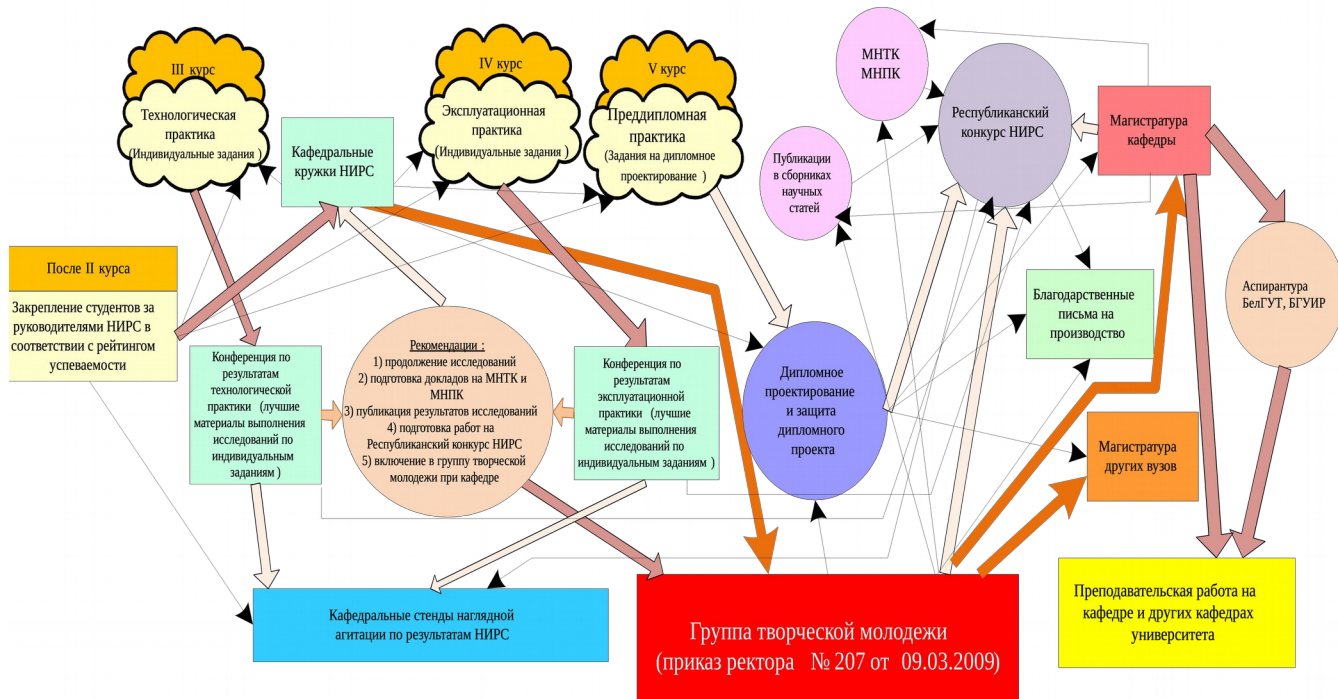 III курс
Технологическая
практика
(Индивидуальные задания )
Кафедральные
кружки НИРС
IV курс
Эксплуатационная
практика
(Индивидуальные задания )
V курс
Преддипломная
практика
(Задания на дипломное
проектирование )
МНТК
МНПК
Публикации
в сборниках
научных
статей
Республиканский
конкурс НИРС
Магистратура
кафедры
После II курса
Закрепление студентов за
руководителями НИРС в
соответствии с рейтингом
успеваемости
Конференция по
результатам
технологической
практики (лучшие
материалы выполнения
исследований по
индивидуальным
заданиям )
Рекомендации :
1) продолжение исследований
2) подготовка докладов на МНТК и
МНПК
3) публикация результатов исследований
4) подготовка работ на
Республиканский конкурс НИРС
5) включение в группу творческой
молодежи при кафедре
Конференция по
результатам
эксплуатационной
практики (лучшие
материалы выполнения
исследований по
индивидуальным заданиям )
Дипломное
проектирование
и защита
дипломного
проекта
Благодарственные
письма на
производство
Аспирантура
БелГУТ, БГУИР
Магистратура
других вузов
Кафедральные стенды наглядной
агитации по результатам НИРС
Группа творческой молодежи
(приказ ректора № 207 от 09.03.2009)
Преподавательская работа на
кафедре и других кафедрах
университета